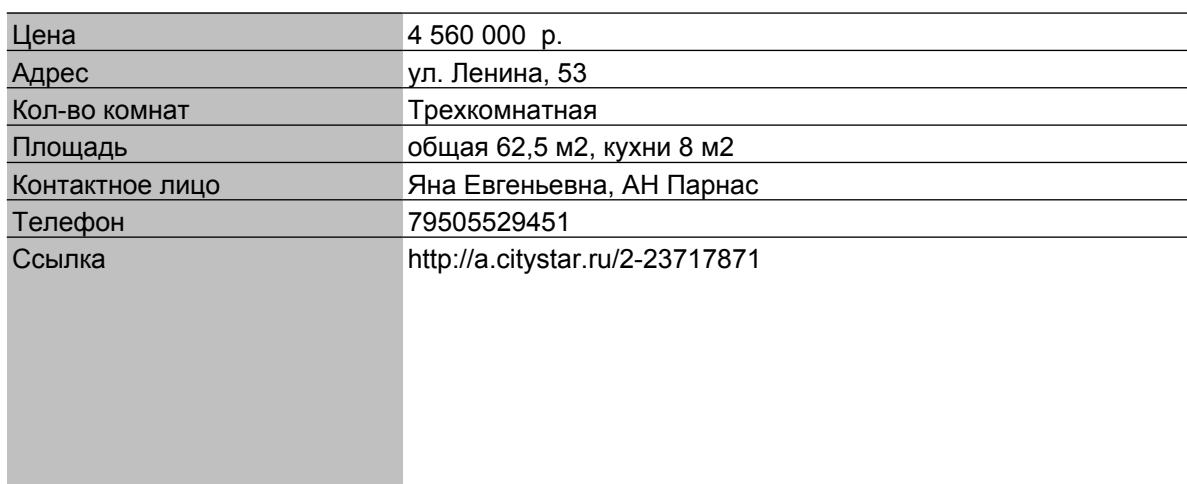 Цена 4 560 000 р.
Адрес ул. Ленина, 53
Кол-во комнат Трехкомнатная
Площадь общая 62,5 м2, кухни 8 м2
Контактное лицо Яна Евгеньевна, АН Парнас
Телефон 79505529451
Ссылка http://a.citystar.ru/2-23717871